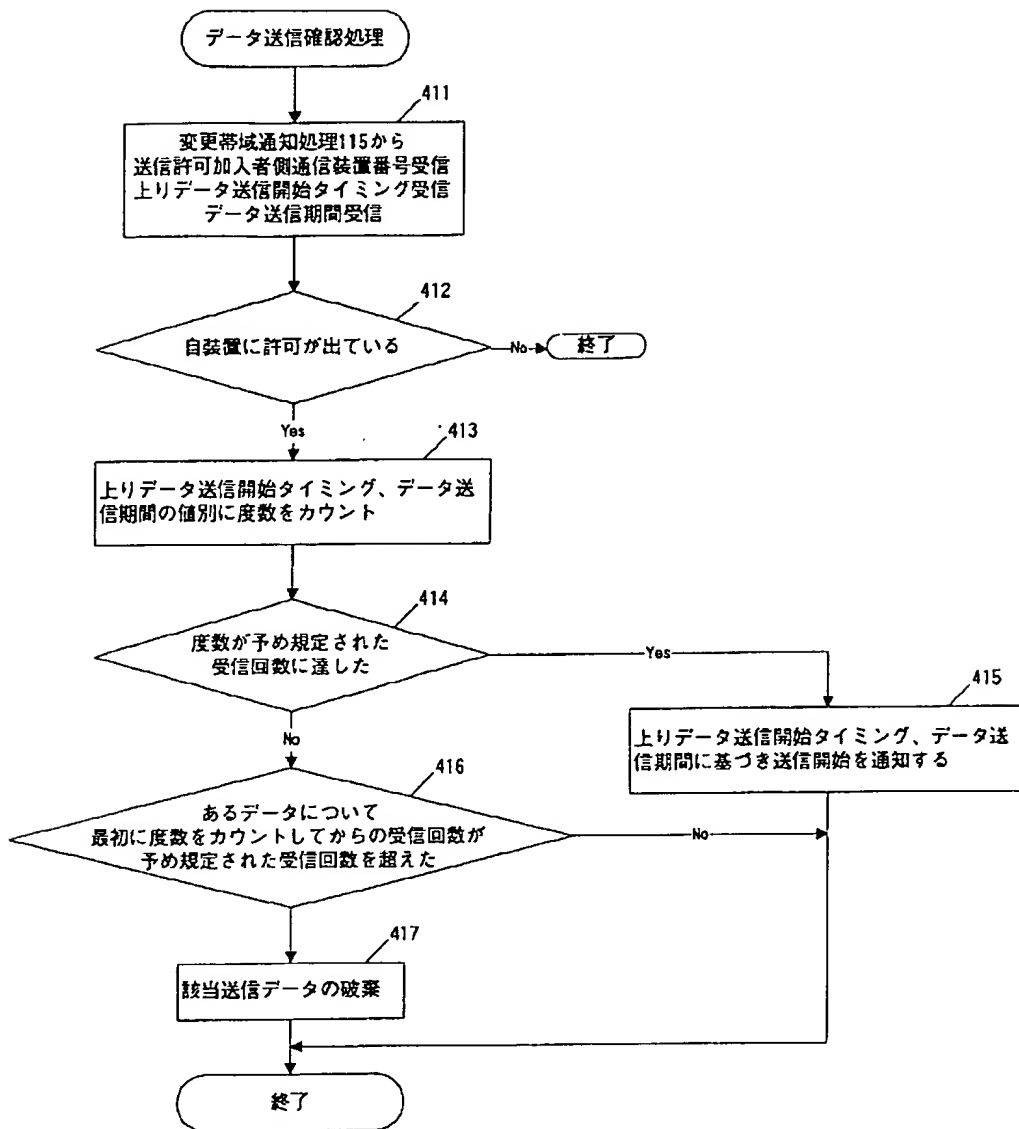 データ送信確認処理
411
変更帯域通知処理115から
送信許可加入者側通信装置番号受信
上りデータ送信開始タイミング受信
データ送信期間受信
412
自装置に許可が出ている
No
終了
Yes
413
上りデータ送信開始タイミング、データ送
信期間の値別に度数をカウント
414
度数が予め規定された
受信回数に達した
Yes
415
上りデータ送信開始タイミング、データ送
信期間に基づき送信開始を通知する
No
416
あるデータについて
最初に度数をカウントしてからの受信回数が
予め規定された受信回数を超えた
No
417
該当送信データの破棄
終了